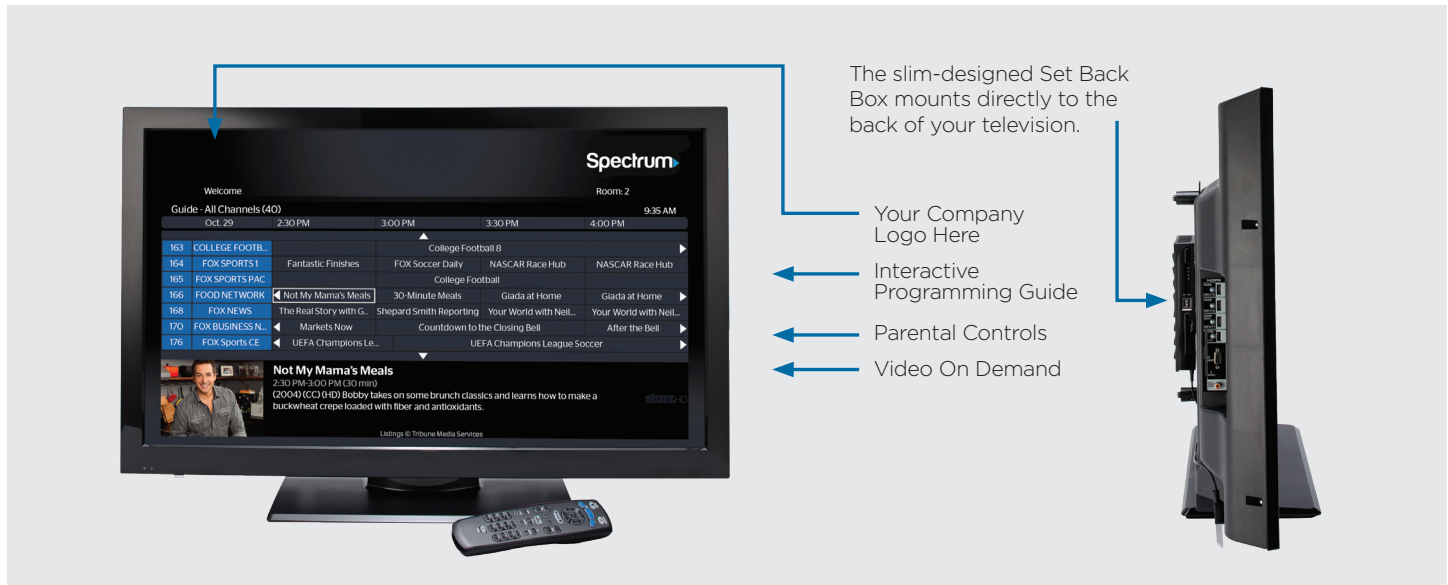 The slim-designed Set Back
Box mounts directly to the
back of your television.
Spectrum
Welcome
Room: 2
Guide - All Channels (40)
9:35 AM
Oct. 29 2:30 PM 3:00 PM 3:30 PM 4:00 PM
163 COLLEGE FOOTB... College Football 8
164 FOX SPORTS 1 Fantastic Finishes FOX Soccer Daily NASCAR Race Hub NASCAR Race Hub
165 FOX SPORTS PAC College Football
166 FOOD NETWORK Not My Mama's Meals 30-Minute Meals Giada at Home Giada at Home
168 FOX NEWS The Real Story with G... Shepard Smith Reporting Your World with Neil... Your World with Neil...
170 FOX BUSINESS N... Markets Now Countdown to the Closing Bell After the Bell
176 FOX Sports CE UEFA Champions Le... UEFA Champions League Soccer
Not My Mama's Meals
2:30 PM-3:00 PM (30 min)
(2004) (CC) (HD) Bobby takes on some brunch classics and learns how to make a
buckwheat crepe loaded with fiber and antioxidants.
starz HD
Listings © Tribune Media Services
Your Company
Logo Here
Interactive
Programming Guide
Parental Controls
Video On Demand